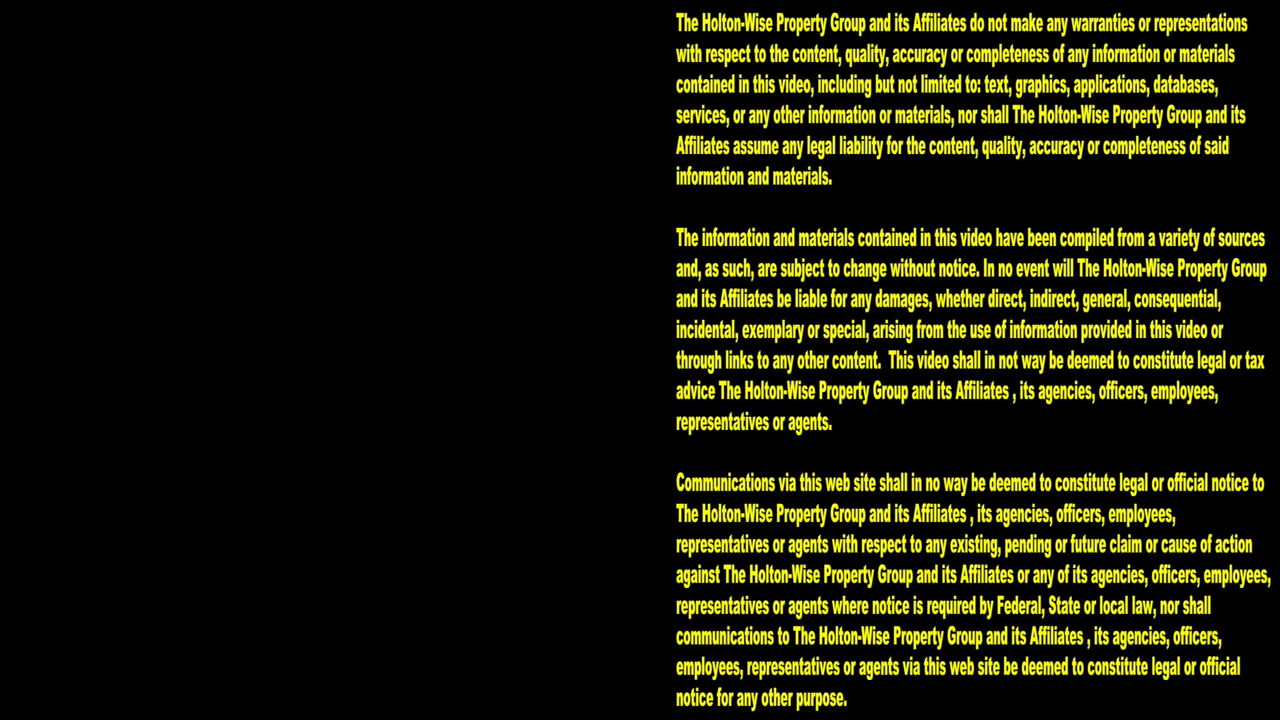 The Holton-Wise Property Group and its Affiliates do not make any warranties or representations
with respect to the content, quality, accuracy or completeness of any information or materials
contained in this video, including but not limited to: text, graphics, applications, databases,
services, or any other information or materials, nor shall The Holton-Wise Property Group and its
Affiliates assume any legal liability for the content, quality, accuracy or completeness of said
information and materials.
The information and materials contained in this video have been compiled from a variety of sources
and, as such, are subject to change without notice. In no event will The Holton-Wise Property Group
and its Affiliates be liable for any damages, whether direct, indirect, general, consequential,
incidental, exemplary or special, arising from the use of information provided in this video or
through links to any other content.  This video shall in not way be deemed to constitute legal or tax
advice The Holton-Wise Property Group and its Affiliates , its agencies, officers, employees,
representatives or agents.
Communications via this web site shall in no way be deemed to constitute legal or official notice to
The Holton-Wise Property Group and its Affiliates , its agencies, officers, employees,
representatives or agents with respect to any existing, pending or future claim or cause of action
against The Holton-Wise Property Group and its Affiliates or any of its agencies, officers, employees,
representatives or agents where notice is required by Federal, State or local law, nor shall
communications to The Holton-Wise Property Group and its Affiliates , its agencies, officers,
employees, representatives or agents via this web site be deemed to constitute legal or official
notice for any other purpose.